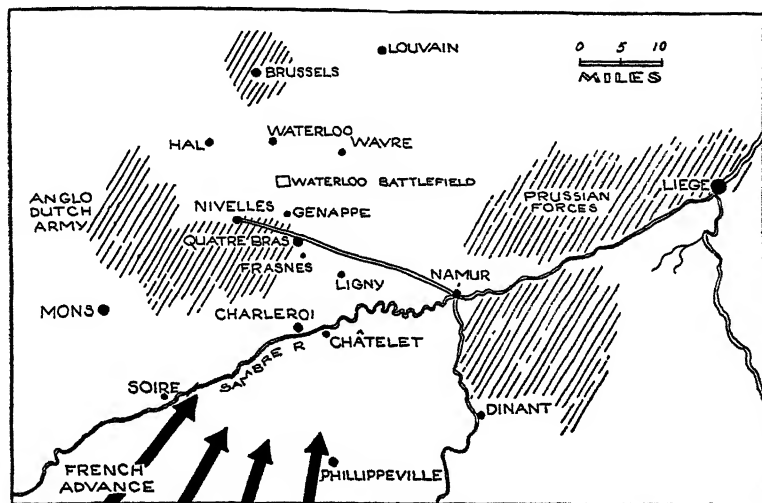 LOUVAIN
BRUSSELS
0 5 10
MILES
HAL
WATERLOO
WAVRE
WATERLOO BATTLEFIELD
LIEGE
PRUSSIAN
FORCES
ANGLO
DUTCH
ARMY
NIVELLES
GENAPPE
QUATRE BRAS
FRASNES
LIGNY
NAMUR
MONS
CHARLEROI
CHÂTELET
SAMBRE R
SOIRE
DINANT
FRENCH
ADVANCE
PHILLIPPEVILLE